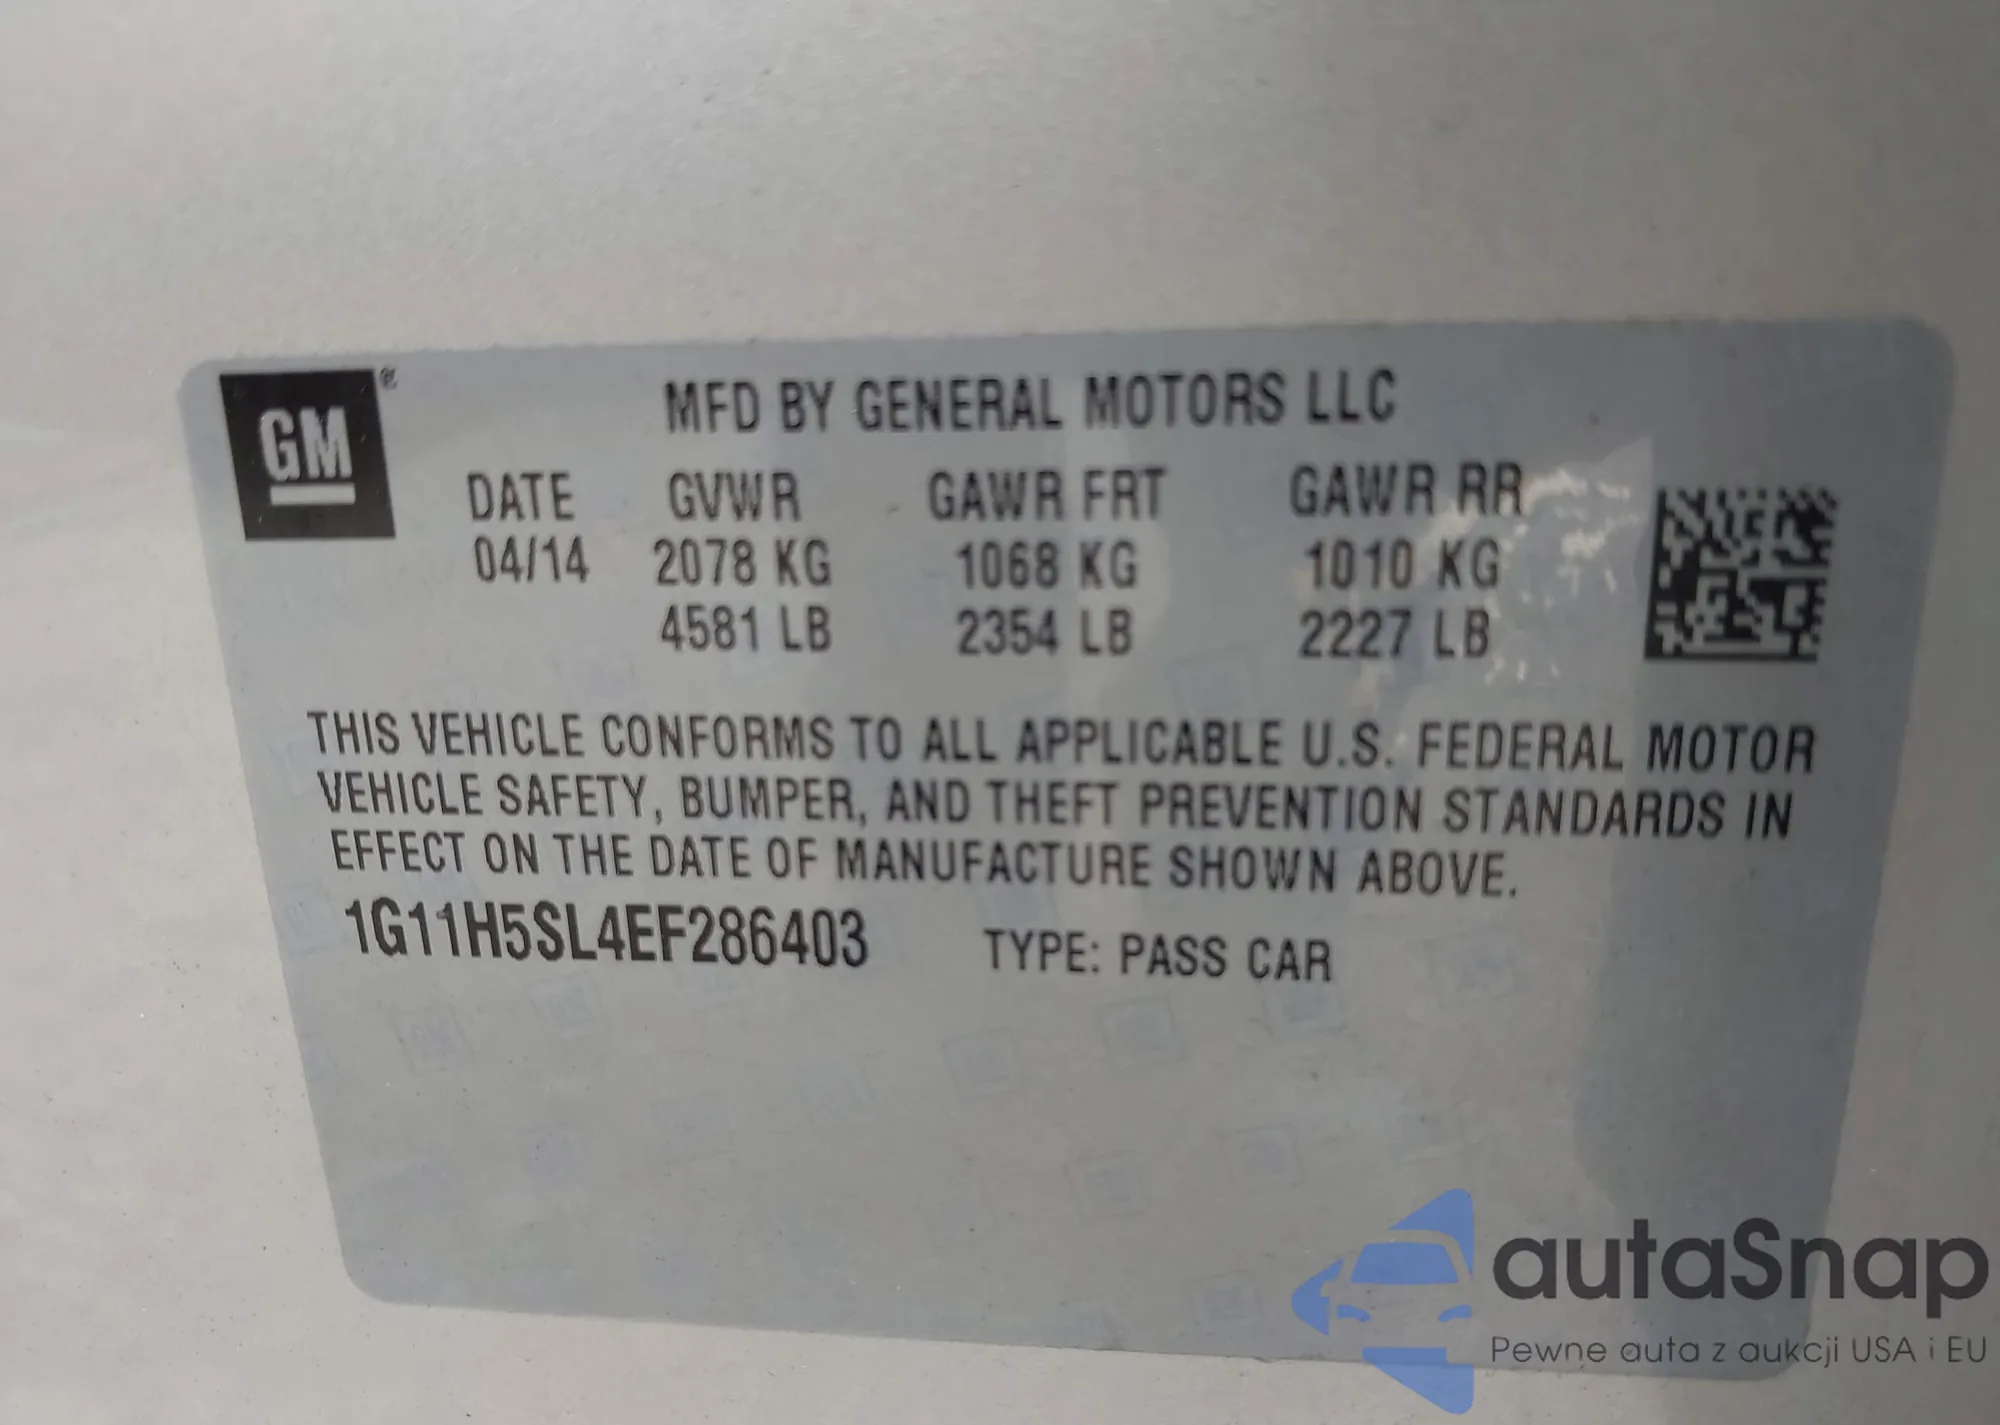 GM ®
MFD BY GENERAL MOTORS LLC
DATE GVWR GAWR FRT GAWR RR
04/14 2078 KG 1068 KG 1010 KG
4581 LB 2354 LB 2227 LB
THIS VEHICLE CONFORMS TO ALL APPLICABLE U.S. FEDERAL MOTOR
VEHICLE SAFETY, BUMPER, AND THEFT PREVENTION STANDARDS IN
EFFECT ON THE DATE OF MANUFACTURE SHOWN ABOVE.
1G11H5SL4EF286403 TYPE: PASS CAR
autaSnap
Pewne auta z aukcji USA i EU